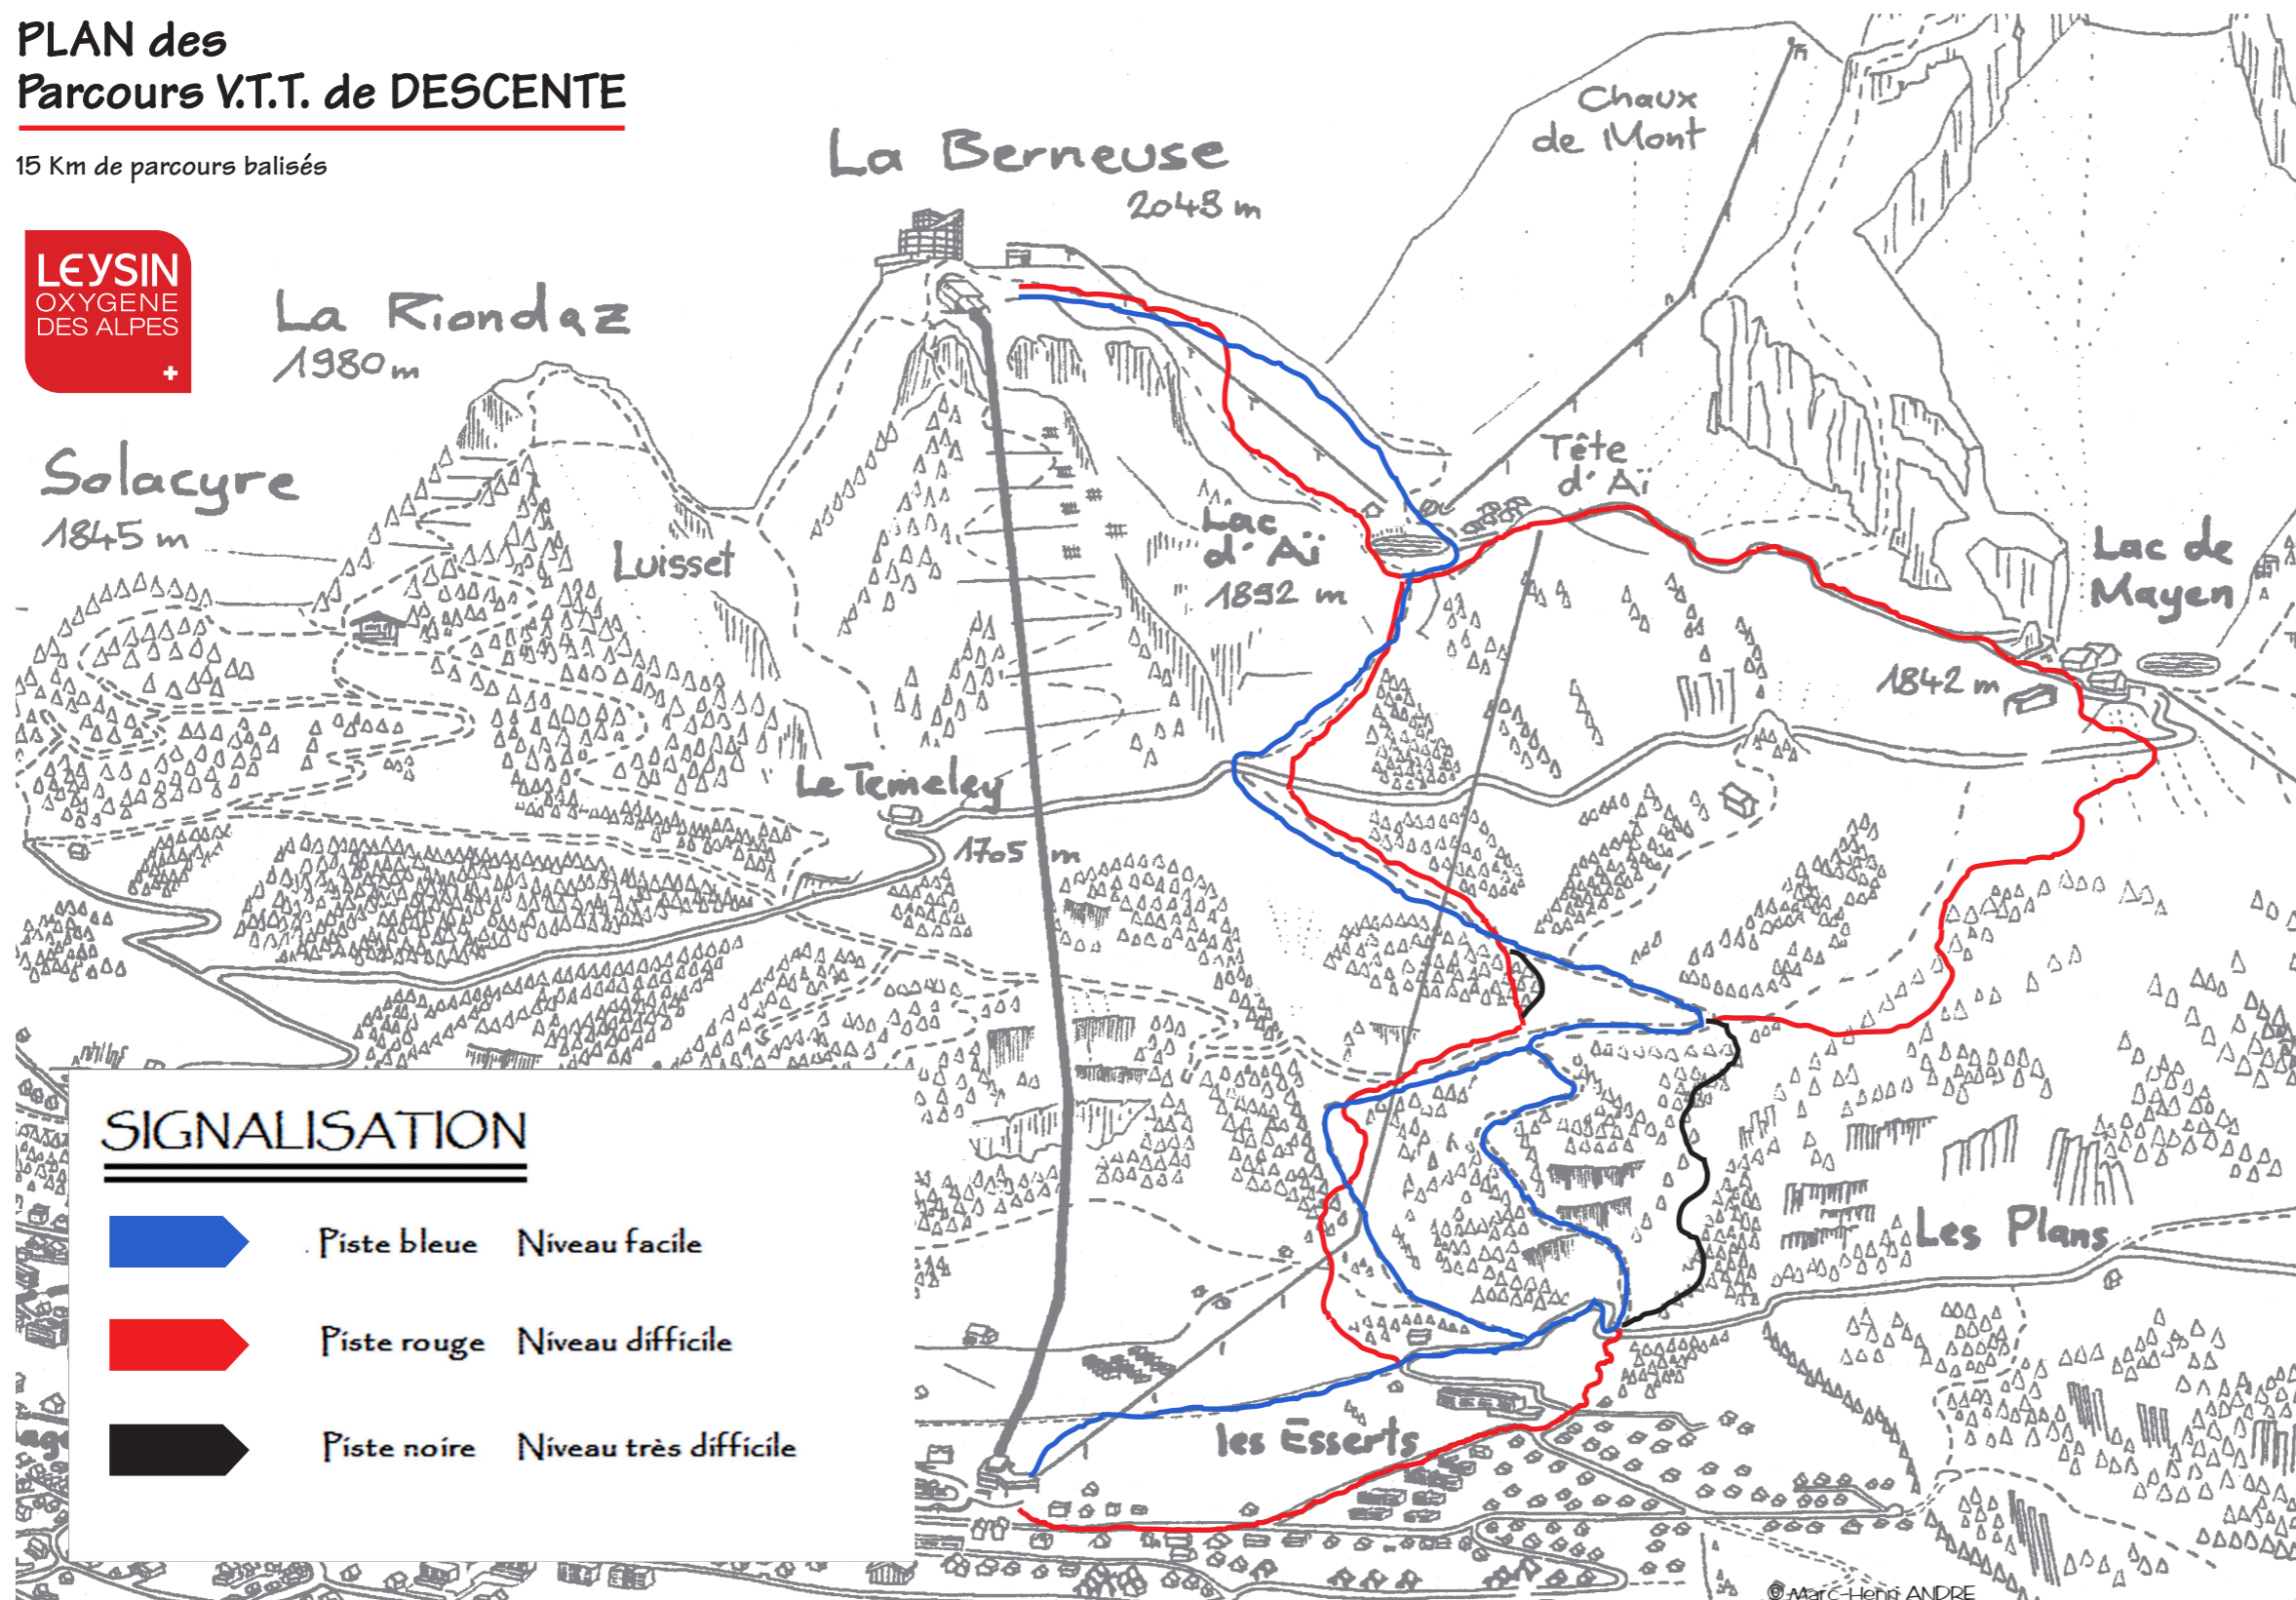 PLAN des
Parcours V.T.T. de DESCENTE
15 Km de parcours balisés
LEYSIN
OXYGENE
DES ALPES
La Berneuse
2048 m
Chaux
de Mont
La Riondaz
1980 m
Solacyre
1845 m
Luisset
Tête
d'Aï
Lac
d'Aï
1892 m
Lac de
Mayen
1842 m
Le Temeley
1705 m
Les Plans
les Esserts
SIGNALISATION
Piste bleue Niveau facile
Piste rouge Niveau difficile
Piste noire Niveau très difficile
© Marc-Henri ANDRE